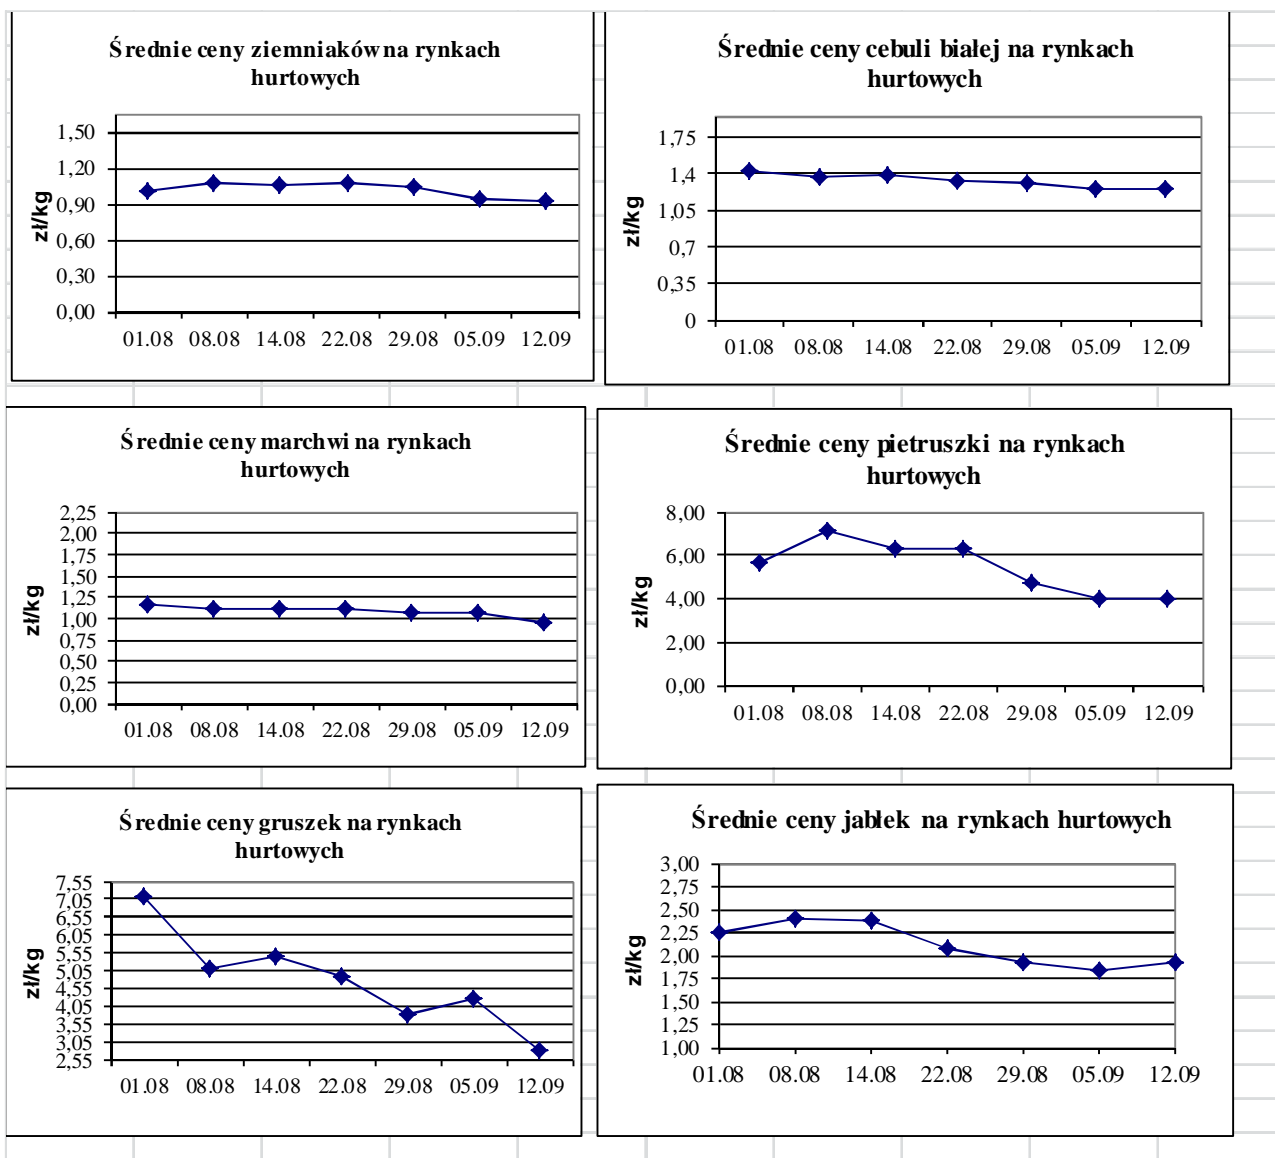 Średnie ceny ziemniaków na rynkach
hurtowych
1,50
1,20
0,90
0,60
0,30
0,00
zł/kg
01.08 08.08 14.08 22.08 29.08 05.09 12.09
Średnie ceny cebuli białej na rynkach
hurtowych
1,75
1,4
1,05
0,7
0,35
0
zł/kg
01.08 08.08 14.08 22.08 29.08 05.09 12.09
Średnie ceny marchwi na rynkach
hurtowych
2,25
2,00
1,75
1,50
1,25
1,00
0,75
0,50
0,25
0,00
zł/kg
01.08 08.08 14.08 22.08 29.08 05.09 12.09
Średnie ceny pietruszki na rynkach
hurtowych
8,00
6,00
4,00
2,00
0,00
zł/kg
01.08 08.08 14.08 22.08 29.08 05.09 12.09
Średnie ceny gruszek na rynkach
hurtowych
7,55
7,05
6,55
6,05
5,55
5,05
4,55
4,05
3,55
3,05
2,55
zł/kg
01.08 08.08 14.08 22.08 29.08 05.09 12.09
Średnie ceny jabłek na rynkach hurtowych
3,00
2,75
2,50
2,25
2,00
1,75
1,50
1,25
1,00
zł/kg
01.08 08.08 14.08 22.08 29.08 05.09 12.09